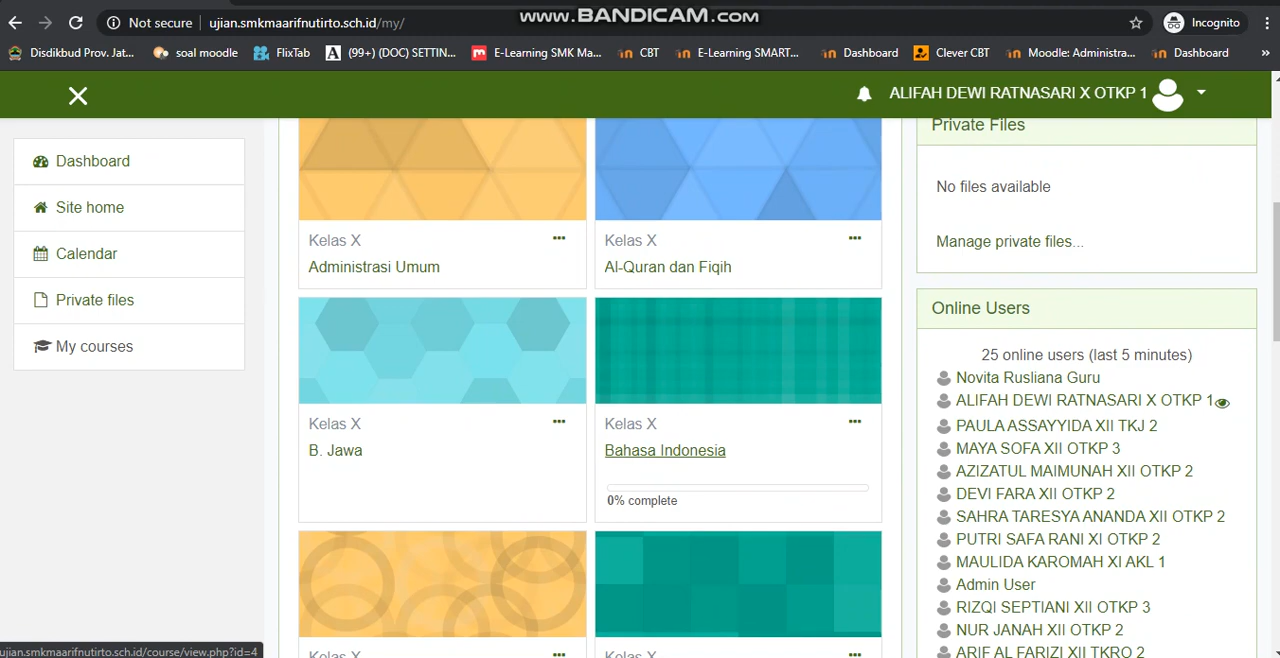 www.BANDICAM.com
Not secure ujian.smkmaarifnutirto.sch.id/my/
Incognito
Disdikbud Prov. Jat...
soal moodle
FlixTab
(99+) (DOC) SETTIN...
E-Learning SMK Ma...
CBT
E-Learning SMART...
Dashboard
Clever CBT
Moodle: Administra...
Dashboard
»
ALIFAH DEWI RATNASARI X OTKP 1
Dashboard
Site home
Calendar
Private files
My courses
Kelas X
Administrasi Umum
Kelas X
Al-Quran dan Fiqih
Kelas X
B. Jawa
Kelas X
Bahasa Indonesia
0% complete
Kelas X
Kelas X
Private Files
No files available
Manage private files...
Online Users
25 online users (last 5 minutes)
Novita Rusliana Guru
ALIFAH DEWI RATNASARI X OTKP 1
PAULA ASSAYYIDA XII TKJ 2
MAYA SOFA XII OTKP 3
AZIZATUL MAIMUNAH XII OTKP 2
DEVI FARA XII OTKP 2
SAHRA TARESYA ANANDA XII OTKP 2
PUTRI SAFA RANI XI OTKP 2
MAULIDA KAROMAH XI AKL 1
Admin User
RIZQI SEPTIANI XII OTKP 3
NUR JANAH XII OTKP 2
ARIF AL FARIZI XII TKRO 2
ujian.smkmaarifnutirto.sch.id/course/view.php?id=4